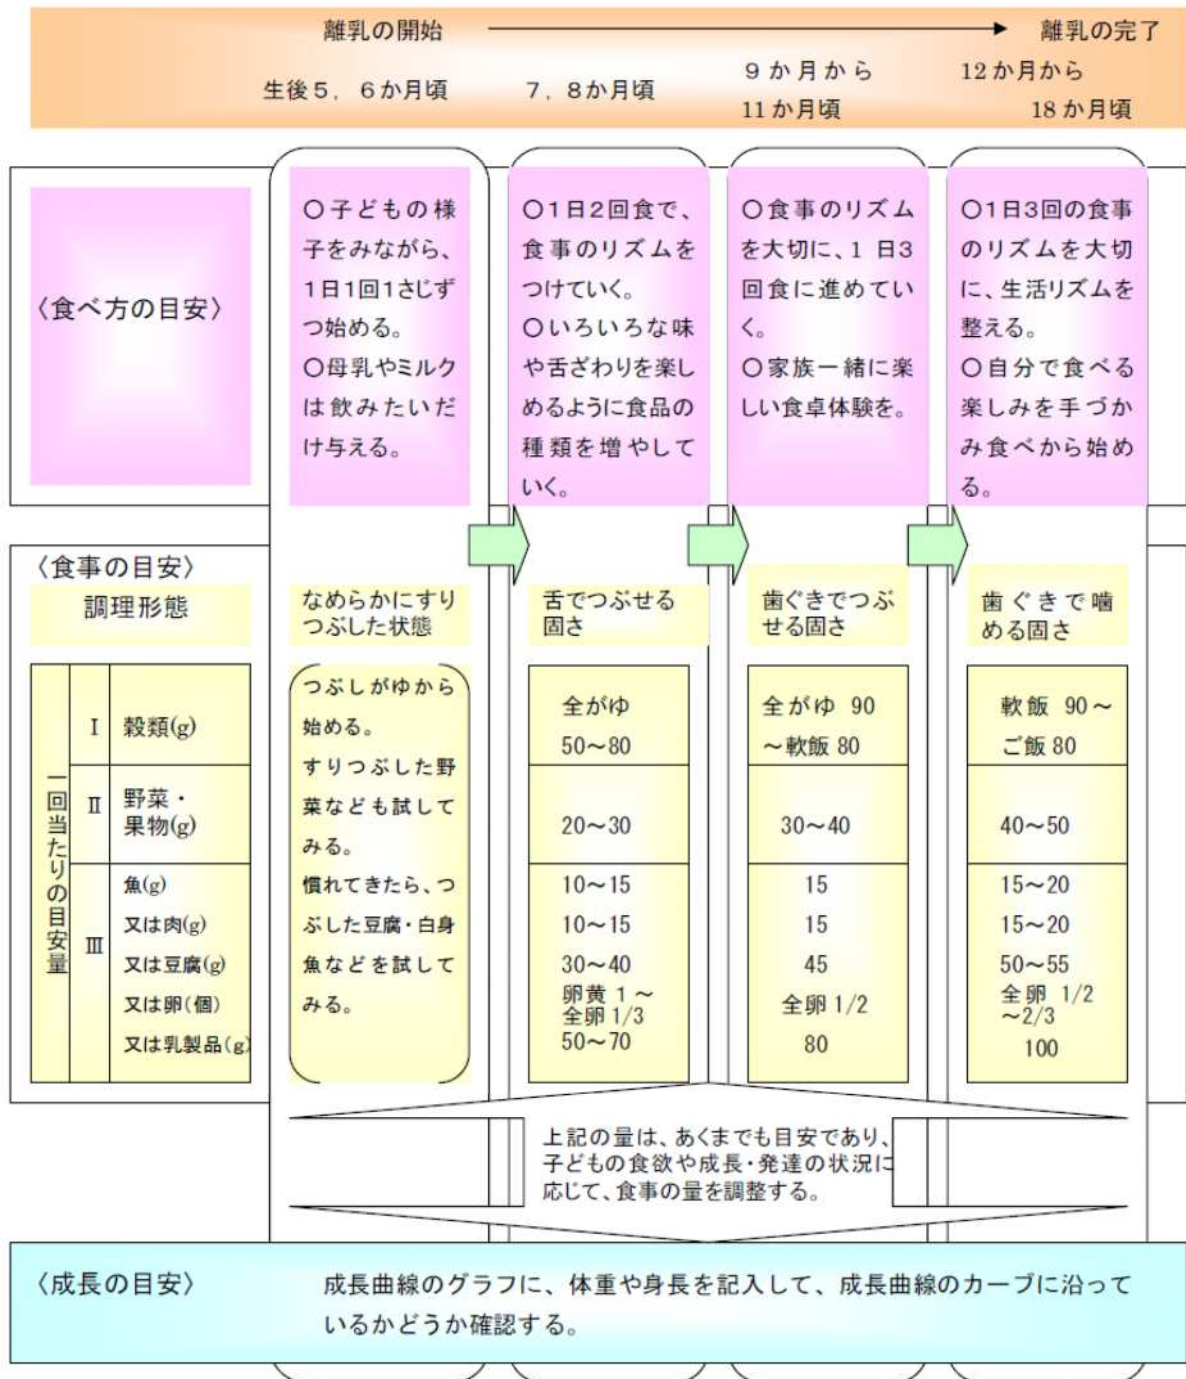 離乳の開始 離乳の完了
生後5，6か月頃 7，8か月頃 9か月から 12か月から
11か月頃 18か月頃
〈食べ方の目安〉
○子どもの様
子をみながら、
1日1回1さじず
つ始める。
○母乳やミルク
は飲みたいだ
け与える。
○1日2回食で、
食事のリズムを
つけていく。
○いろいろな味
や舌ざわりを楽し
めるように食品の
種類を増やして
いく。
○食事のリズム
を大切に、1日3
回食に進めてい
く。
○家族一緒に楽
しい食卓体験を。
○1日3回の食事
のリズムを大切
に、生活リズムを
整える。
○自分で食べる
楽しみを手づか
み食べから始め
る。
〈食事の目安〉
調理形態
なめらかにすり
つぶした状態
舌でつぶせる
固さ
歯ぐきでつぶ
せる固さ
歯ぐきで噛
める固さ
一回当たりの目安量
Ⅰ 穀類(g)
Ⅱ 野菜・
果物(g)
Ⅲ
魚(g)
又は肉(g)
又は豆腐(g)
又は卵(個)
又は乳製品(g)
つぶしがゆから
始める。
すりつぶした野
菜なども試して
みる。
慣れてきたら、つ
ぶした豆腐・白身
魚などを試して
みる。
全がゆ
50～80
20～30
10～15
10～15
30～40
卵黄1～
全卵1/3
50～70
全がゆ 90
～軟飯80
30～40
15
15
45
全卵1/2
80
軟飯 90～
ご飯80
40～50
15～20
15～20
50～55
全卵 1/2
～2/3
100
上記の量は、あくまでも目安であり、
子どもの食欲や成長・発達の状況に
応じて、食事の量を調整する。
〈成長の目安〉
成長曲線のグラフに、体重や身長を記入して、成長曲線のカーブに沿って
いるかどうか確認する。